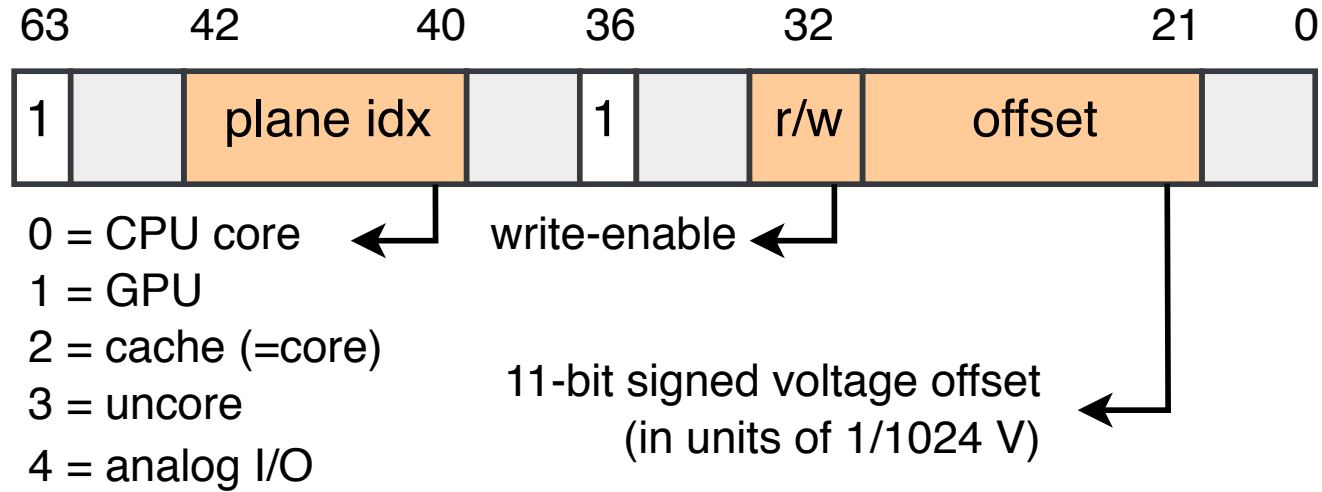 63 42 40 36 32 21 0
1 plane idx 1 r/w offset
0 = CPU core
write-enable
1 = GPU
2 = cache (=core)
3 = uncore
4 = analog I/O
11-bit signed voltage offset
(in units of 1/1024 V)